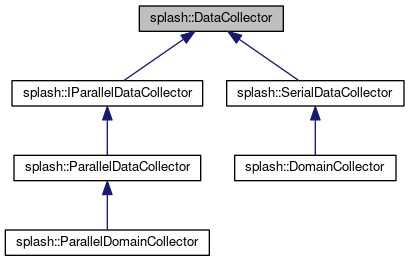 splash::DataCollector
splash::IParallelDataCollector
splash::SerialDataCollector
splash::ParallelDataCollector
splash::DomainCollector
splash::ParallelDomainCollector